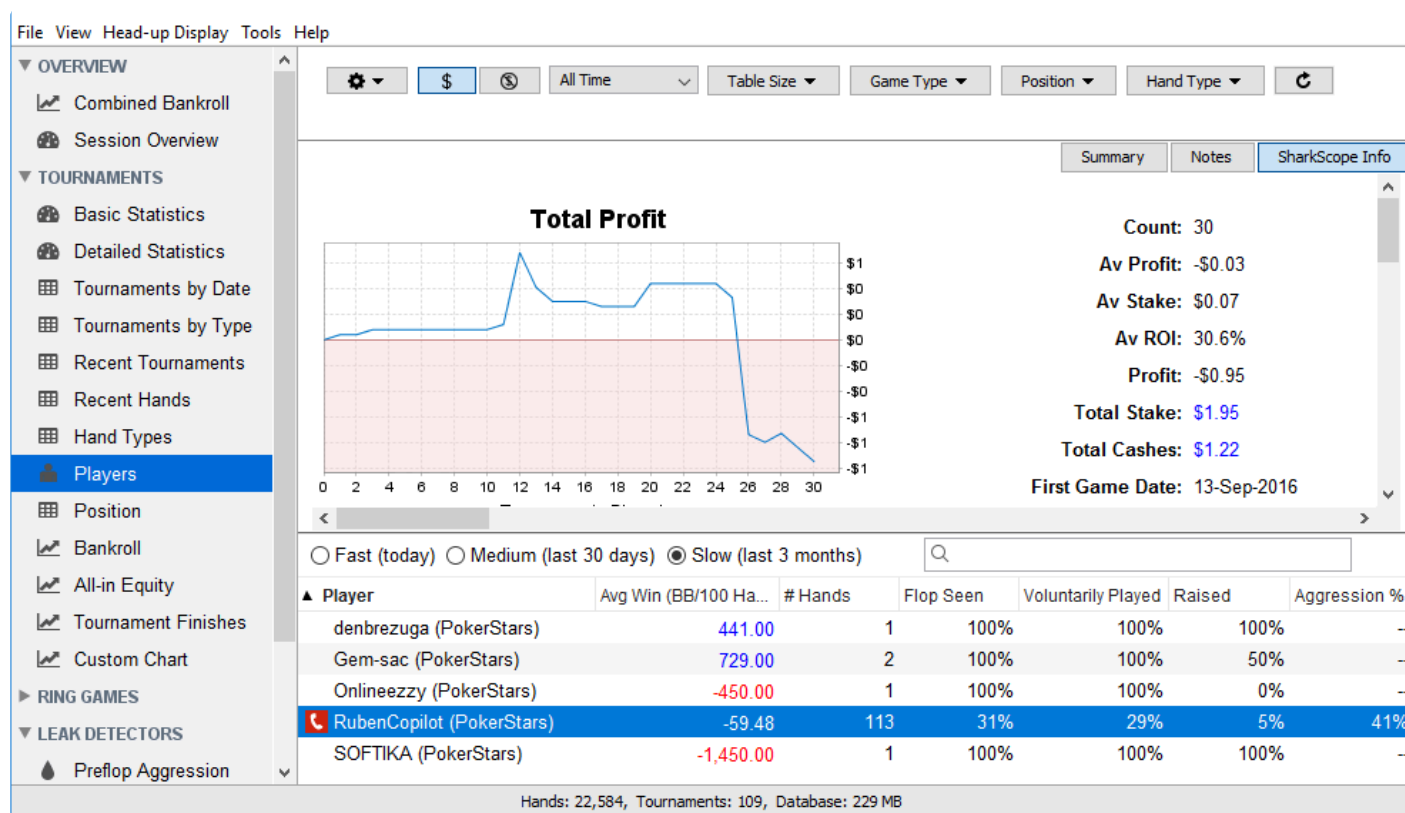 File View Head-up Display Tools Help
OVERVIEW
Combined Bankroll
Session Overview
TOURNAMENTS
Basic Statistics
Detailed Statistics
Tournaments by Date
Tournaments by Type
Recent Tournaments
Recent Hands
Hand Types
Players
Position
Bankroll
All-in Equity
Tournament Finishes
Custom Chart
RING GAMES
LEAK DETECTORS
Preflop Aggression
$ All Time Table Size Game Type Position Hand Type
Summary Notes SharkScope Info
Total Profit
$1
$0
$0
$0
-$0
-$0
-$1
-$1
-$1
0 2 4 6 8 10 12 14 16 18 20 22 24 26 28 30
Count: 30
Av Profit: -$0.03
Av Stake: $0.07
Av ROI: 30.6%
Profit: -$0.95
Total Stake: $1.95
Total Cashes: $1.22
First Game Date: 13-Sep-2016
Fast (today) Medium (last 30 days) Slow (last 3 months)
Player Avg Win (BB/100 Ha... # Hands Flop Seen Voluntarily Played Raised Aggression %
denbrezuga (PokerStars) 441.00 1 100% 100% 100% -
Gem-sac (PokerStars) 729.00 2 100% 100% 50% -
Onlineezzy (PokerStars) -450.00 1 100% 100% 0% -
RubenCopilot (PokerStars) -59.48 113 31% 29% 5% 41%
SOFTIKA (PokerStars) -1,450.00 1 100% 100% 100% -
Hands: 22,584, Tournaments: 109, Database: 229 MB